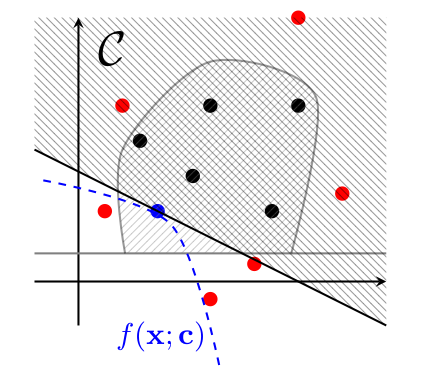 𝒞
f(x; c)